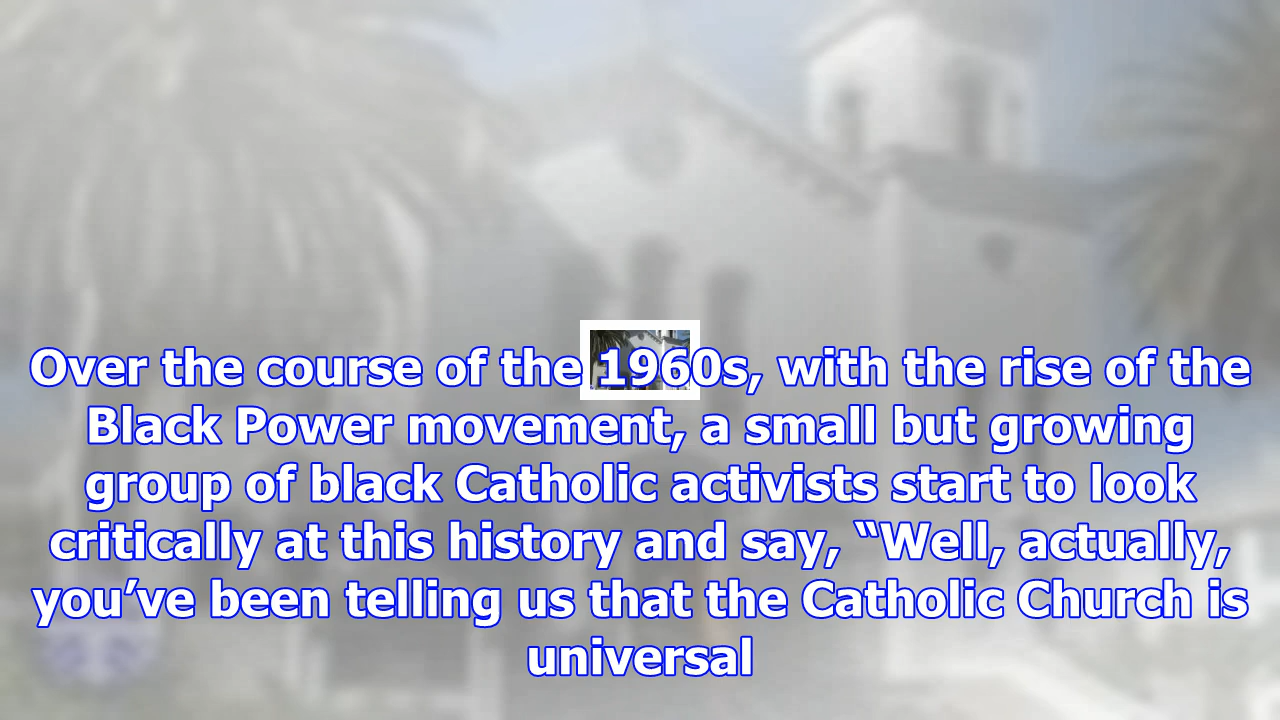 Over the course of the 1960s, with the rise of the
Black Power movement, a small but growing
group of black Catholic activists start to look
critically at this history and say, “Well, actually,
you’ve been telling us that the Catholic Church is
universal